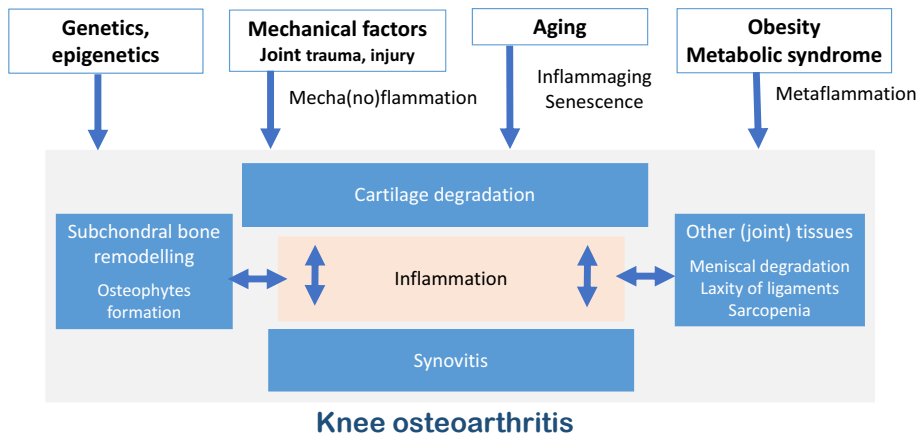 Genetics,
epigenetics
Mechanical factors
Joint trauma, injury
Aging
Obesity
Metabolic syndrome
Mecha(no)flammation
Inflammaging
Senescence
Metaflammation
Cartilage degradation
Subchondral bone
remodelling
Osteophytes
formation
Inflammation
Other (joint) tissues
Meniscal degradation
Laxity of ligaments
Sarcopenia
Synovitis
Knee osteoarthritis